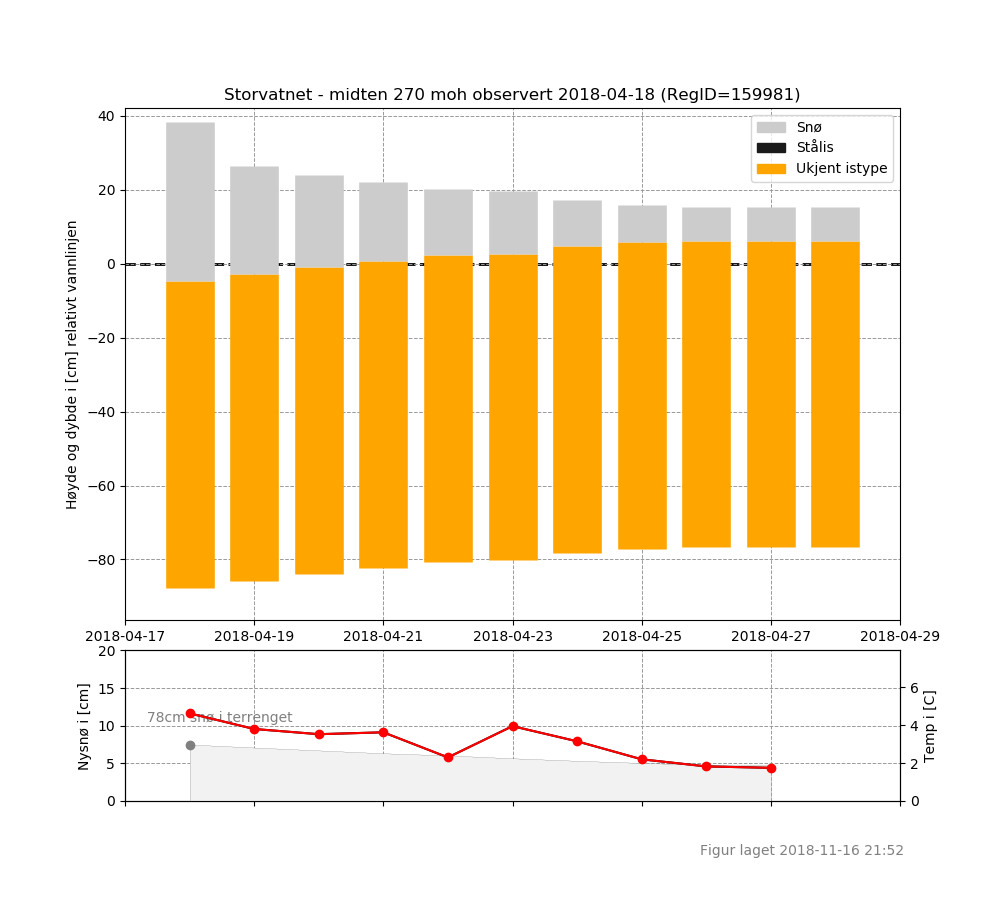 Storvatnet - midten 270 moh observert 2018-04-18 (RegID=159981)
Snø
Stålis
Ukjent istype
Høyde og dybde i [cm] relativt vannlinjen
40
20
0
−20
−40
−60
−80
2018-04-17 2018-04-19 2018-04-21 2018-04-23 2018-04-25 2018-04-27 2018-04-29
Nysnø i [cm]
20
15
10
5
0
78cm snø i terrenget
6
4
2
0
Temp i [C]
Figur laget 2018-11-16 21:52